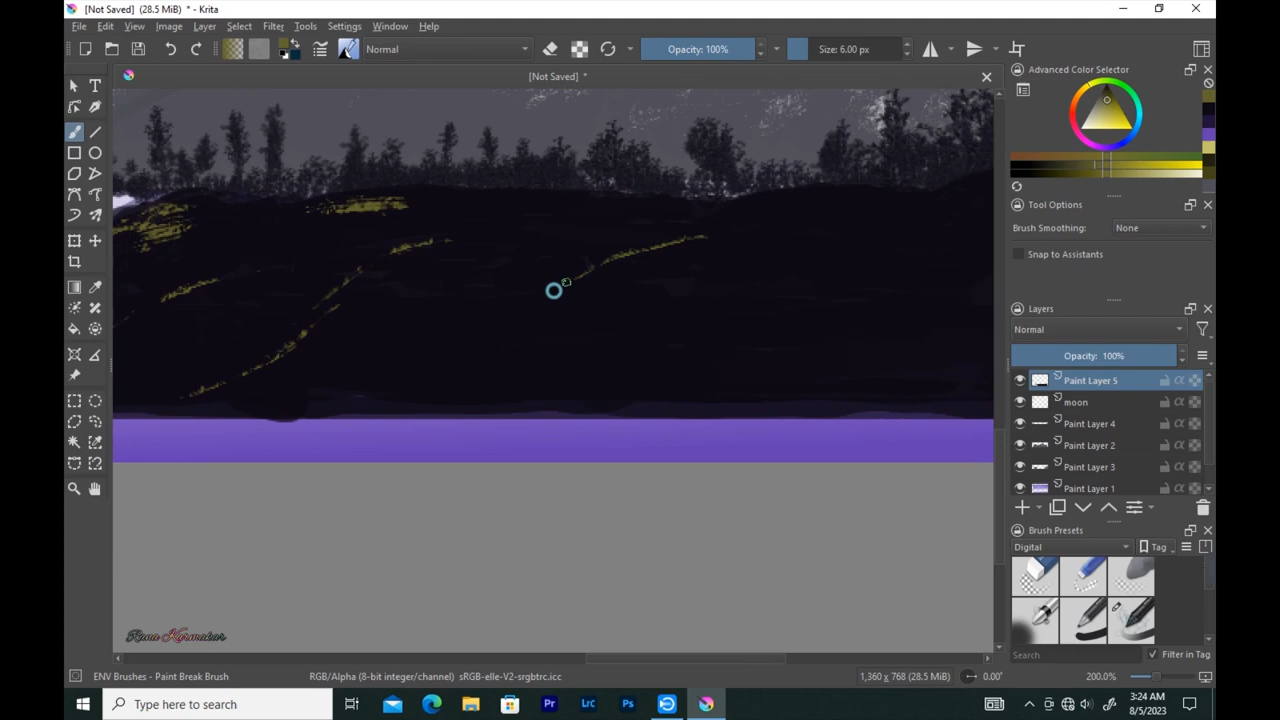 [Not Saved] (28.5 MiB) * - Krita
File Edit View Image Layer Select Filter Tools Settings Window Help
Normal Opacity: 100% Size: 6.00 px
[Not Saved] *
Advanced Color Selector
Tool Options
Brush Smoothing: None
Snap to Assistants
Layers
Normal
Opacity: 100%
Paint Layer 5
moon
Paint Layer 4
Paint Layer 2
Paint Layer 3
Paint Layer 1
Brush Presets
Digital Tag
Search Filter in Tag
Rana Karmakar
ENV Brushes - Paint Break Brush RGB/Alpha (8-bit integer/channel) sRGB-elle-V2-srgbtrc.icc 1,360 x 768 (28.5 MiB) 0.00° 200.0%
Type here to search Pr Lrc Ps 3:24 AM
8/5/2023